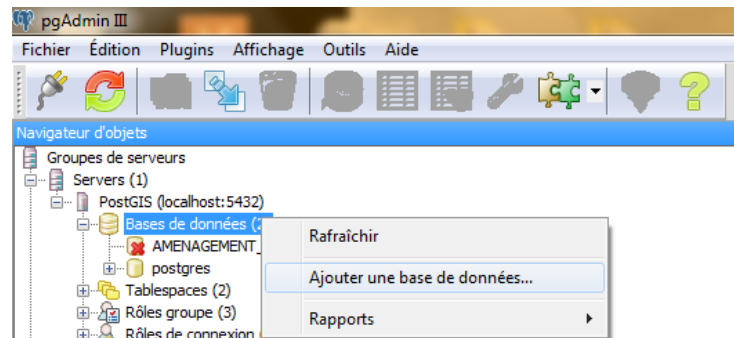 pgAdmin III
Fichier Édition Plugins Affichage Outils Aide
Navigateur d'objets
Groupes de serveurs
Servers (1)
PostGIS (localhost:5432)
Bases de données (2
AMENAGEMENT_
postgres
Tablespaces (2)
Rôles groupe (3)
Rôles de connexion
Rafraîchir
Ajouter une base de données...
Rapports